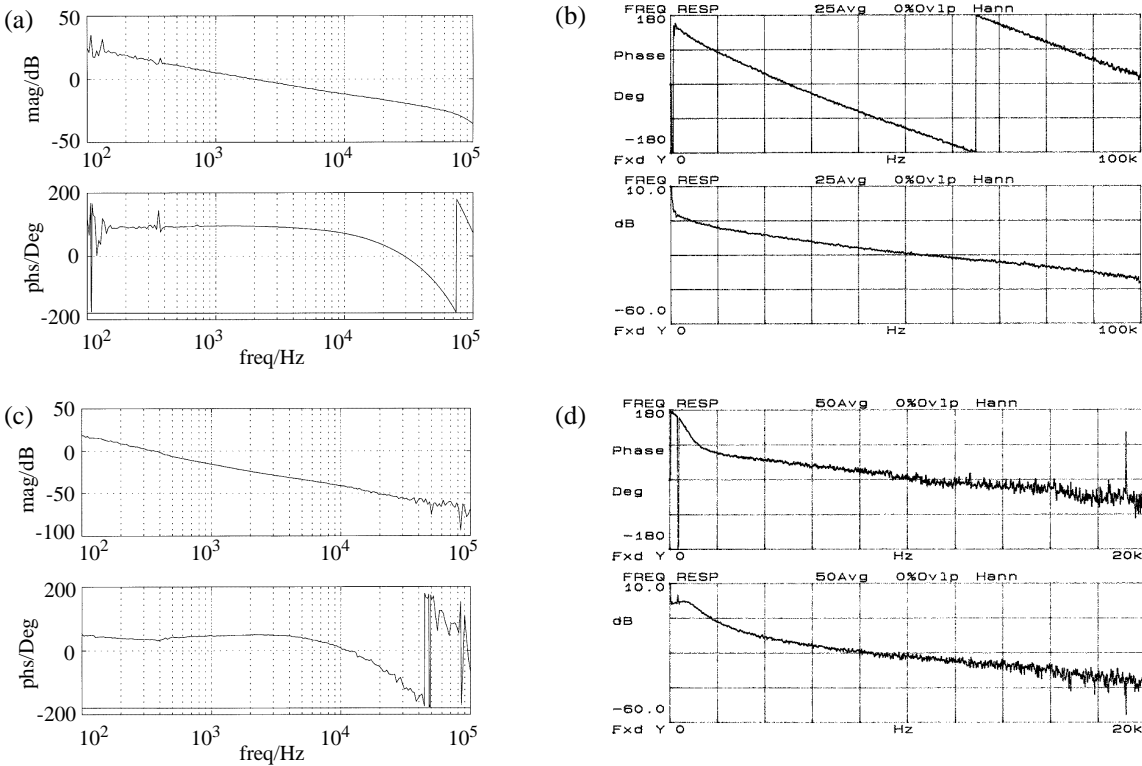 (a)
50
0
-50
mag/dB
10^2 10^3 10^4 10^5
200
0
-200
phs/Deg
10^2 10^3 10^4 10^5
freq/Hz
(b)
FREQ RESP 25Avg 0%Ovlp Hann
180
Phase
Deg
-180
Fxd Y 0 Hz 100k
FREQ RESP 25Avg 0%Ovlp Hann
10.0
dB
-60.0
Fxd Y 0 Hz 100k
(c)
50
0
-50
-100
mag/dB
10^2 10^3 10^4 10^5
200
0
-200
phs/Deg
10^2 10^3 10^4 10^5
freq/Hz
(d)
FREQ RESP 50Avg 0%Ovlp Hann
180
Phase
Deg
-180
Fxd Y 0 Hz 20k
FREQ RESP 50Avg 0%Ovlp Hann
10.0
dB
-60.0
Fxd Y 0 Hz 20k